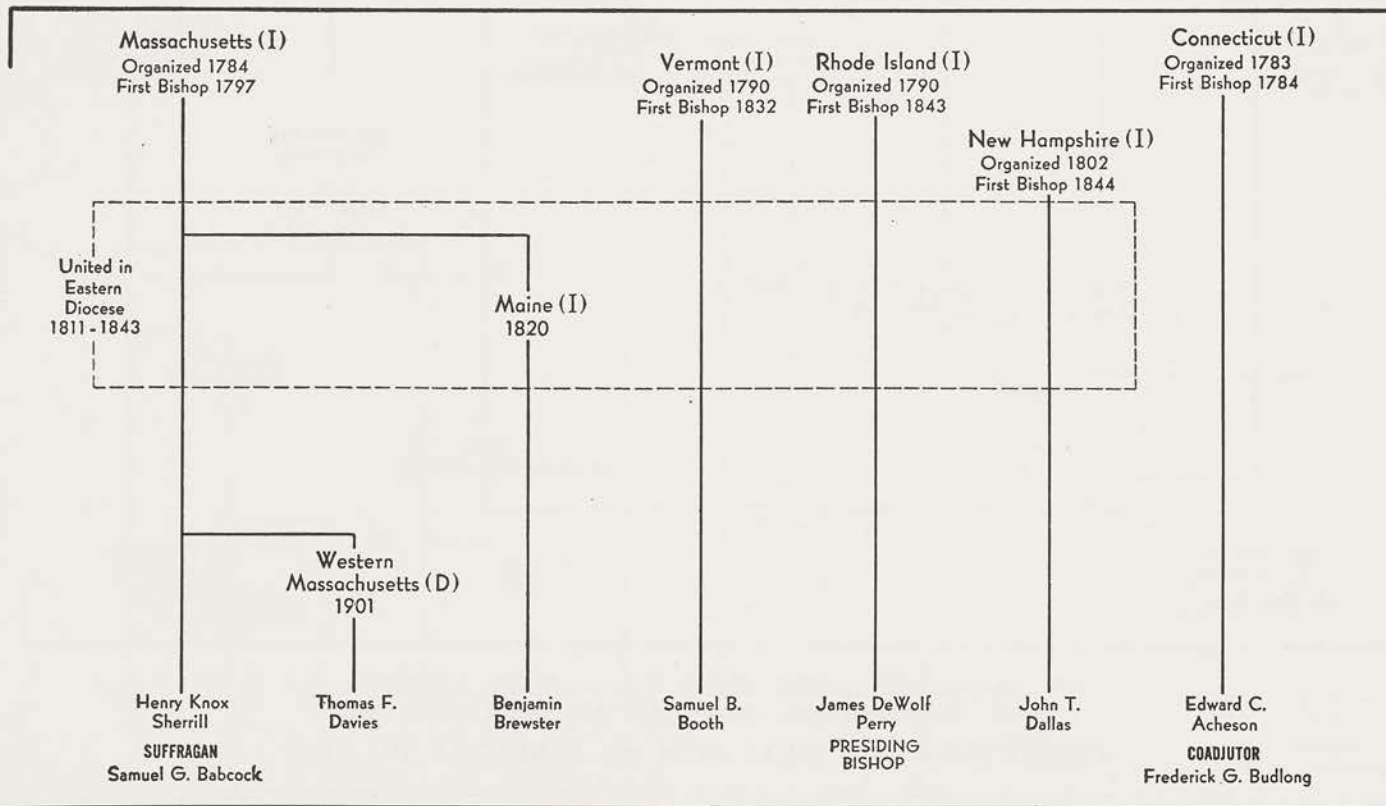 Massachusetts (I)
Organized 1784
First Bishop 1797
Vermont (I)
Organized 1790
First Bishop 1832
Rhode Island (I)
Organized 1790
First Bishop 1843
New Hampshire (I)
Organized 1802
First Bishop 1844
Connecticut (I)
Organized 1783
First Bishop 1784
United in
Eastern
Diocese
1811 - 1843
Maine (I)
1820
Western
Massachusetts (D)
1901
Henry Knox
Sherrill
SUFFRAGAN
Samuel G. Babcock
Thomas F.
Davies
Benjamin
Brewster
Samuel B.
Booth
James DeWolf
Perry
PRESIDING
BISHOP
John T.
Dallas
Edward C.
Acheson
COADJUTOR
Frederick G. Budlong